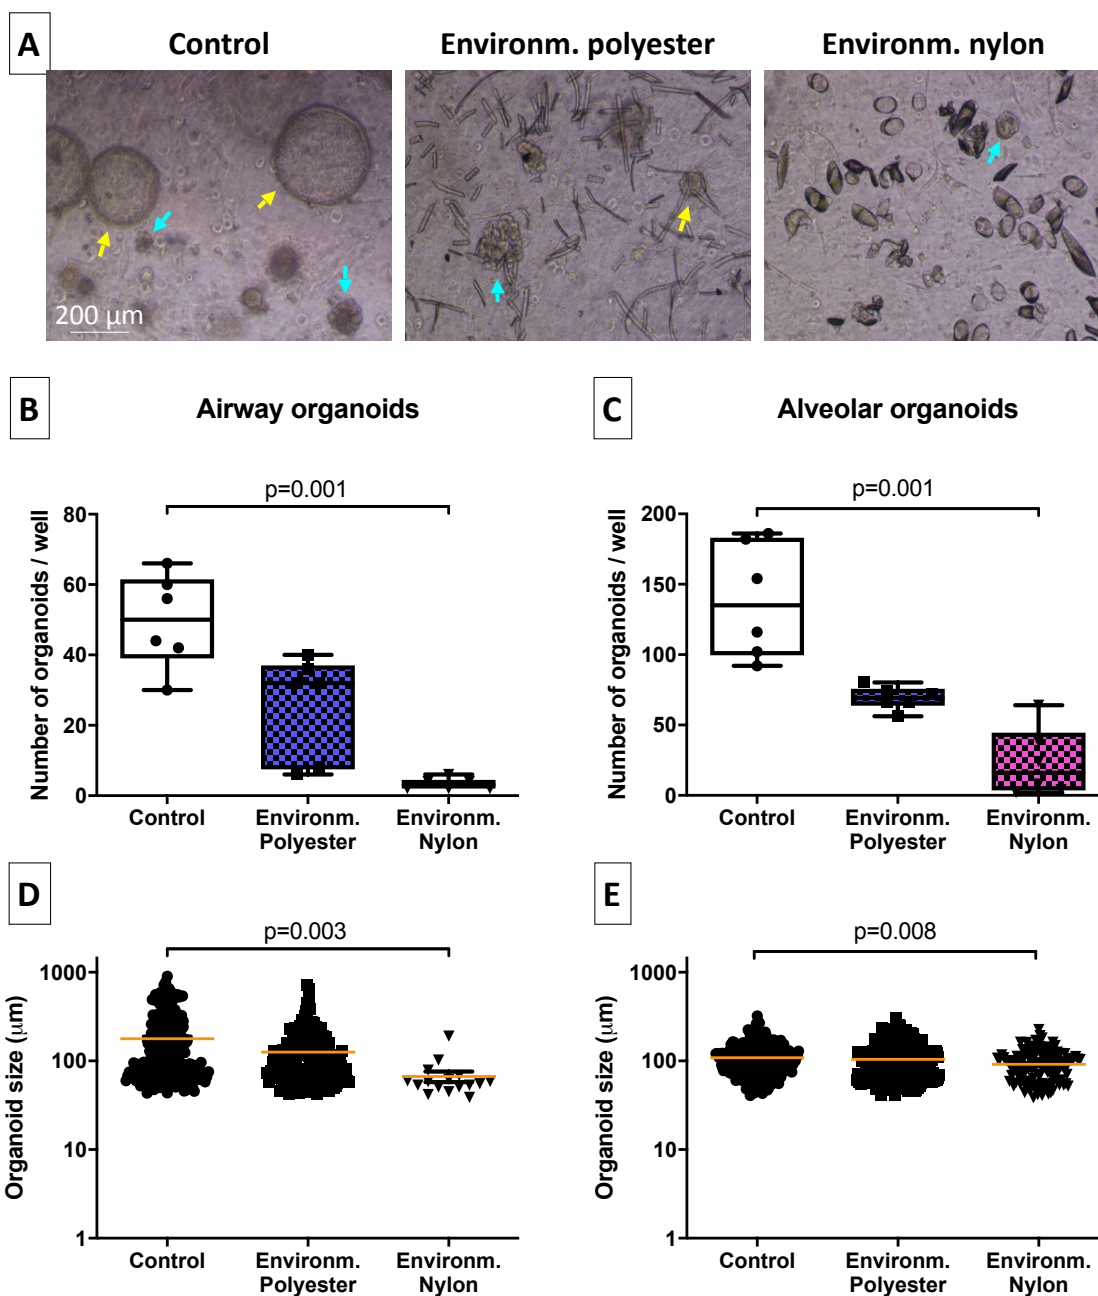 A
Control
Environm. polyester
Environm. nylon
200 µm
B
Airway organoids
C
Alveolar organoids
p=0.001
Number of organoids / well
80
60
40
20
0
Control
Environm.
Polyester
Environm.
Nylon
p=0.001
Number of organoids / well
200
150
100
50
0
Control
Environm.
Polyester
Environm.
Nylon
D
p=0.003
Organoid size (µm)
1000
100
10
1
Control
Environm.
Polyester
Environm.
Nylon
E
p=0.008
Organoid size (µm)
1000
100
10
1
Control
Environm.
Polyester
Environm.
Nylon